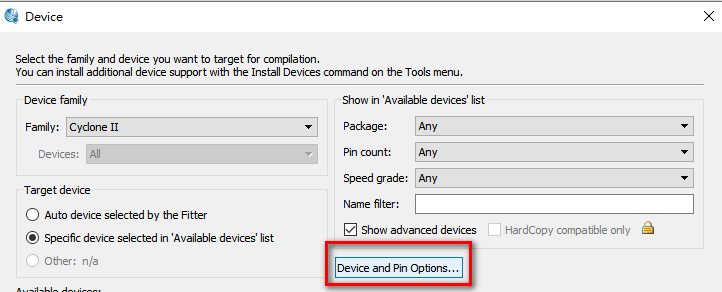 Device
Select the family and device you want to target for compilation.
You can install additional device support with the Install Devices command on the Tools menu.
Device family
Family: Cyclone II
Devices: All
Target device
Auto device selected by the Fitter
Specific device selected in 'Available devices' list
Other: n/a
Show in 'Available devices' list
Package: Any
Pin count: Any
Speed grade: Any
Name filter:
Show advanced devices HardCopy compatible only
Device and Pin Options...
Available devices: